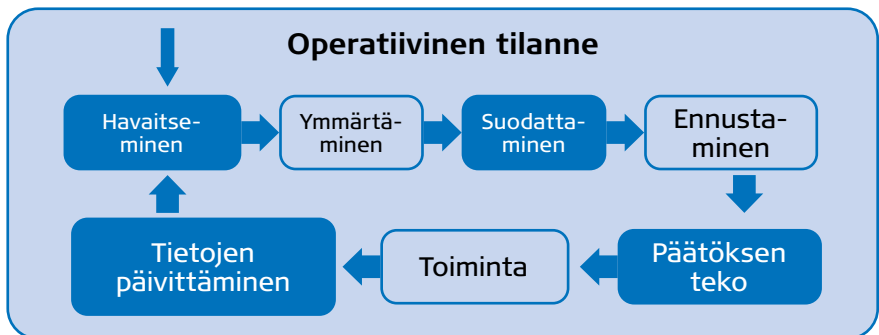 Operatiivinen tilanne
Havaitse-
minen
Ymmärtä-
minen
Suodatta-
minen
Ennusta-
minen
Päätöksen
teko
Toiminta
Tietojen
päivittäminen